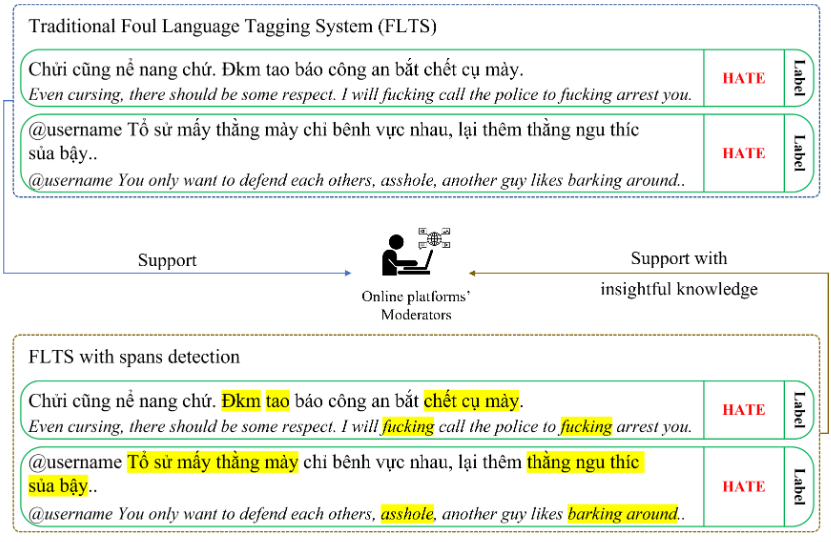 Traditional Foul Language Tagging System (FLTS)
Chửi cũng nể nang chứ. Đkm tao báo công an bắt chết cụ mày.
Even cursing, there should be some respect. I will fucking call the police to fucking arrest you.
HATE
Label
@username Tổ sử mấy thằng mày chỉ bênh vực nhau, lại thêm thằng ngu thíc
sủa bậy..
@username You only want to defend each others, asshole, another guy likes barking around..
HATE
Label
Support
Online platforms'
Moderators
Support with
insightful knowledge
FLTS with spans detection
Chửi cũng nể nang chứ. Đkm tao báo công an bắt chết cụ mày.
Even cursing, there should be some respect. I will fucking call the police to fucking arrest you.
HATE
Label
@username Tổ sử mấy thằng mày chỉ bênh vực nhau, lại thêm thằng ngu thíc
sủa bậy..
@username You only want to defend each others, asshole, another guy likes barking around..
HATE
Label